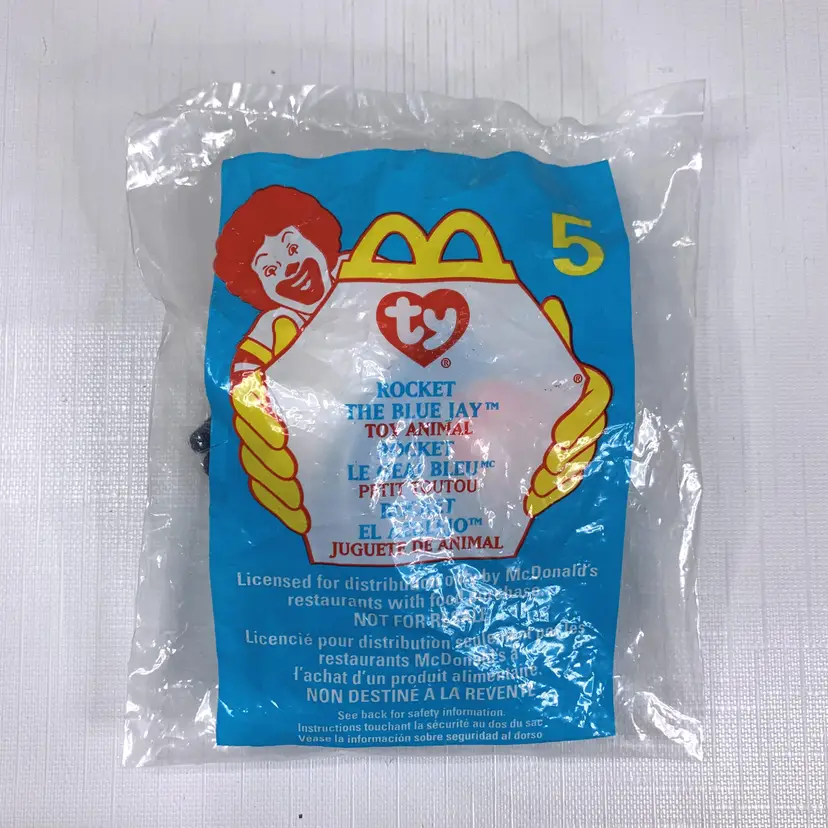 5
ty
®
ROCKET
®
THE BLUE JAY™
TOY ANIMAL
ROCKET
LE GEAI BLEU MC
PETIT TOUTOU
EL
JUGUETE DE ANIMAL
Licensed for distribution only by McDonald's
restaurants with food purchase.
NOT FOR RESALE
Licencié pour distribution seulement par les
restaurants McDonald's à
l'achat d'un produit alimentaire.
NON DESTINÉ À LA REVENTE
See back for safety information.
Instructions touchant la sécurité au dos du sac.
Véase la información sobre seguridad al dorso